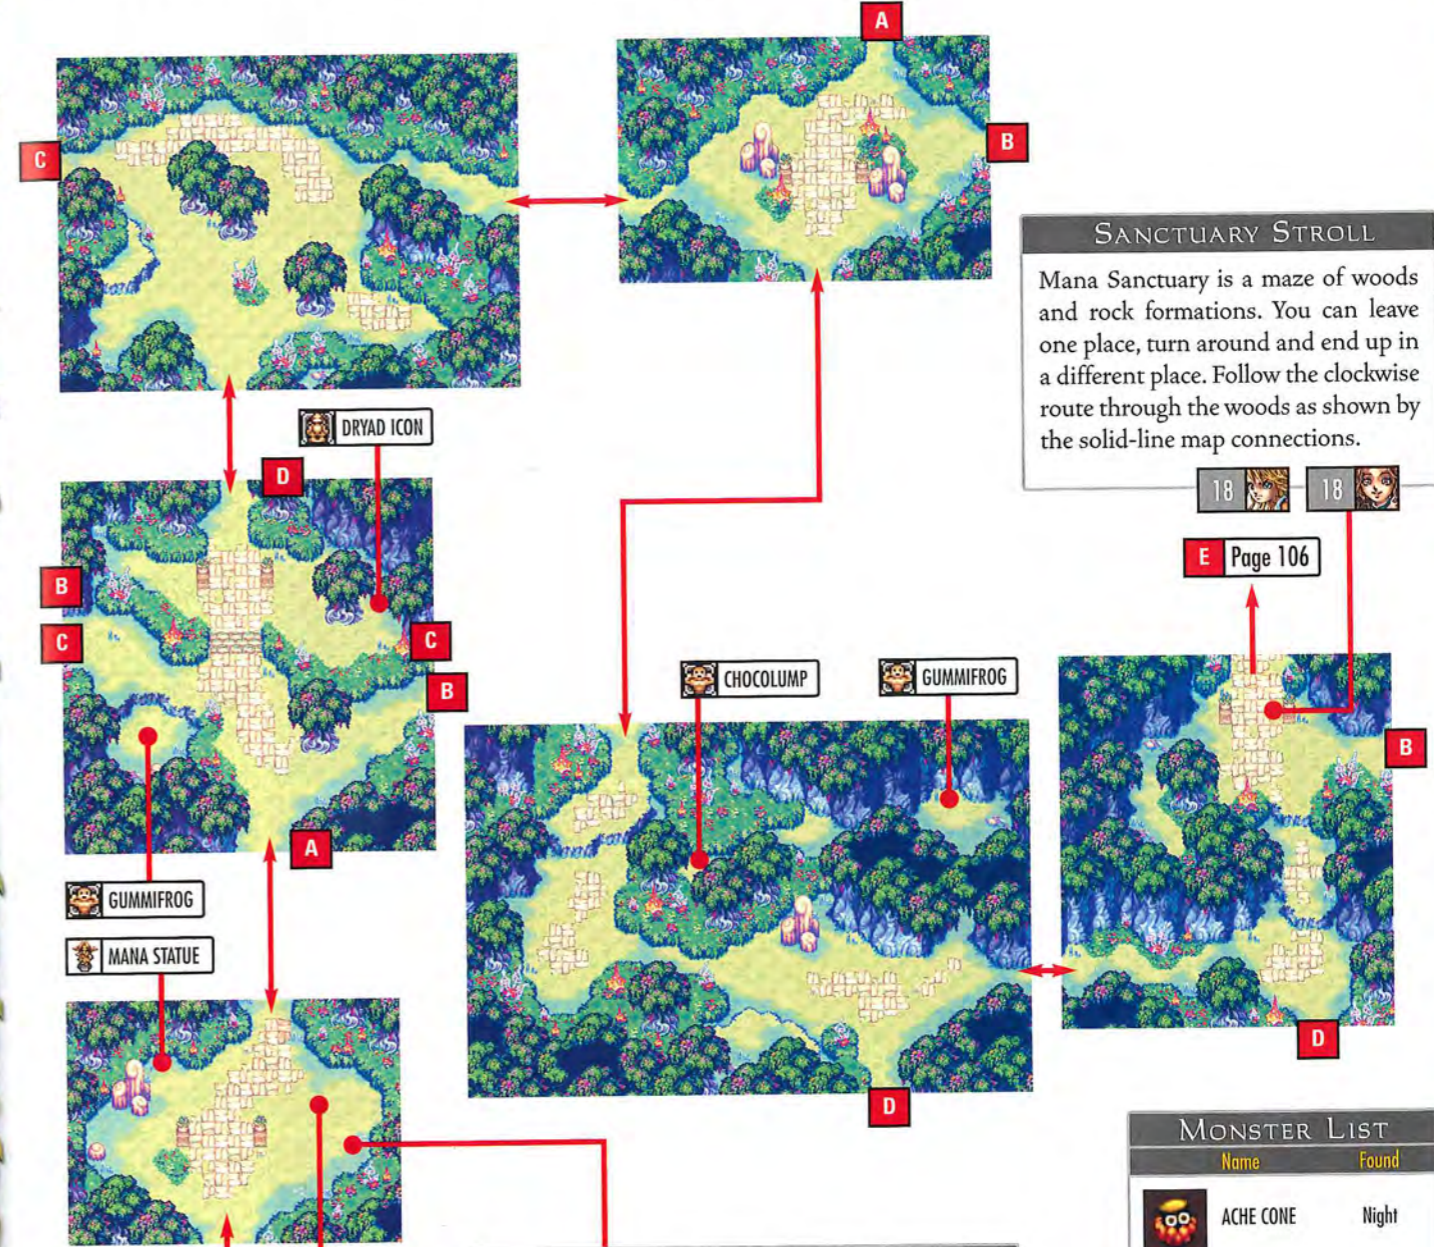 A
B
C
SANCTUARY STROLL
Mana Sanctuary is a maze of woods
and rock formations. You can leave
one place, turn around and end up in
a different place. Follow the clockwise
route through the woods as shown by
the solid-line map connections.
18
18
DRYAD ICON
D
E Page 106
B
C
C
B
CHOCOLUMP
GUMMIFROG
B
A
GUMMIFROG
MANA STATUE
D
D
MONSTER LIST
Name Found
ACHE CONE Night